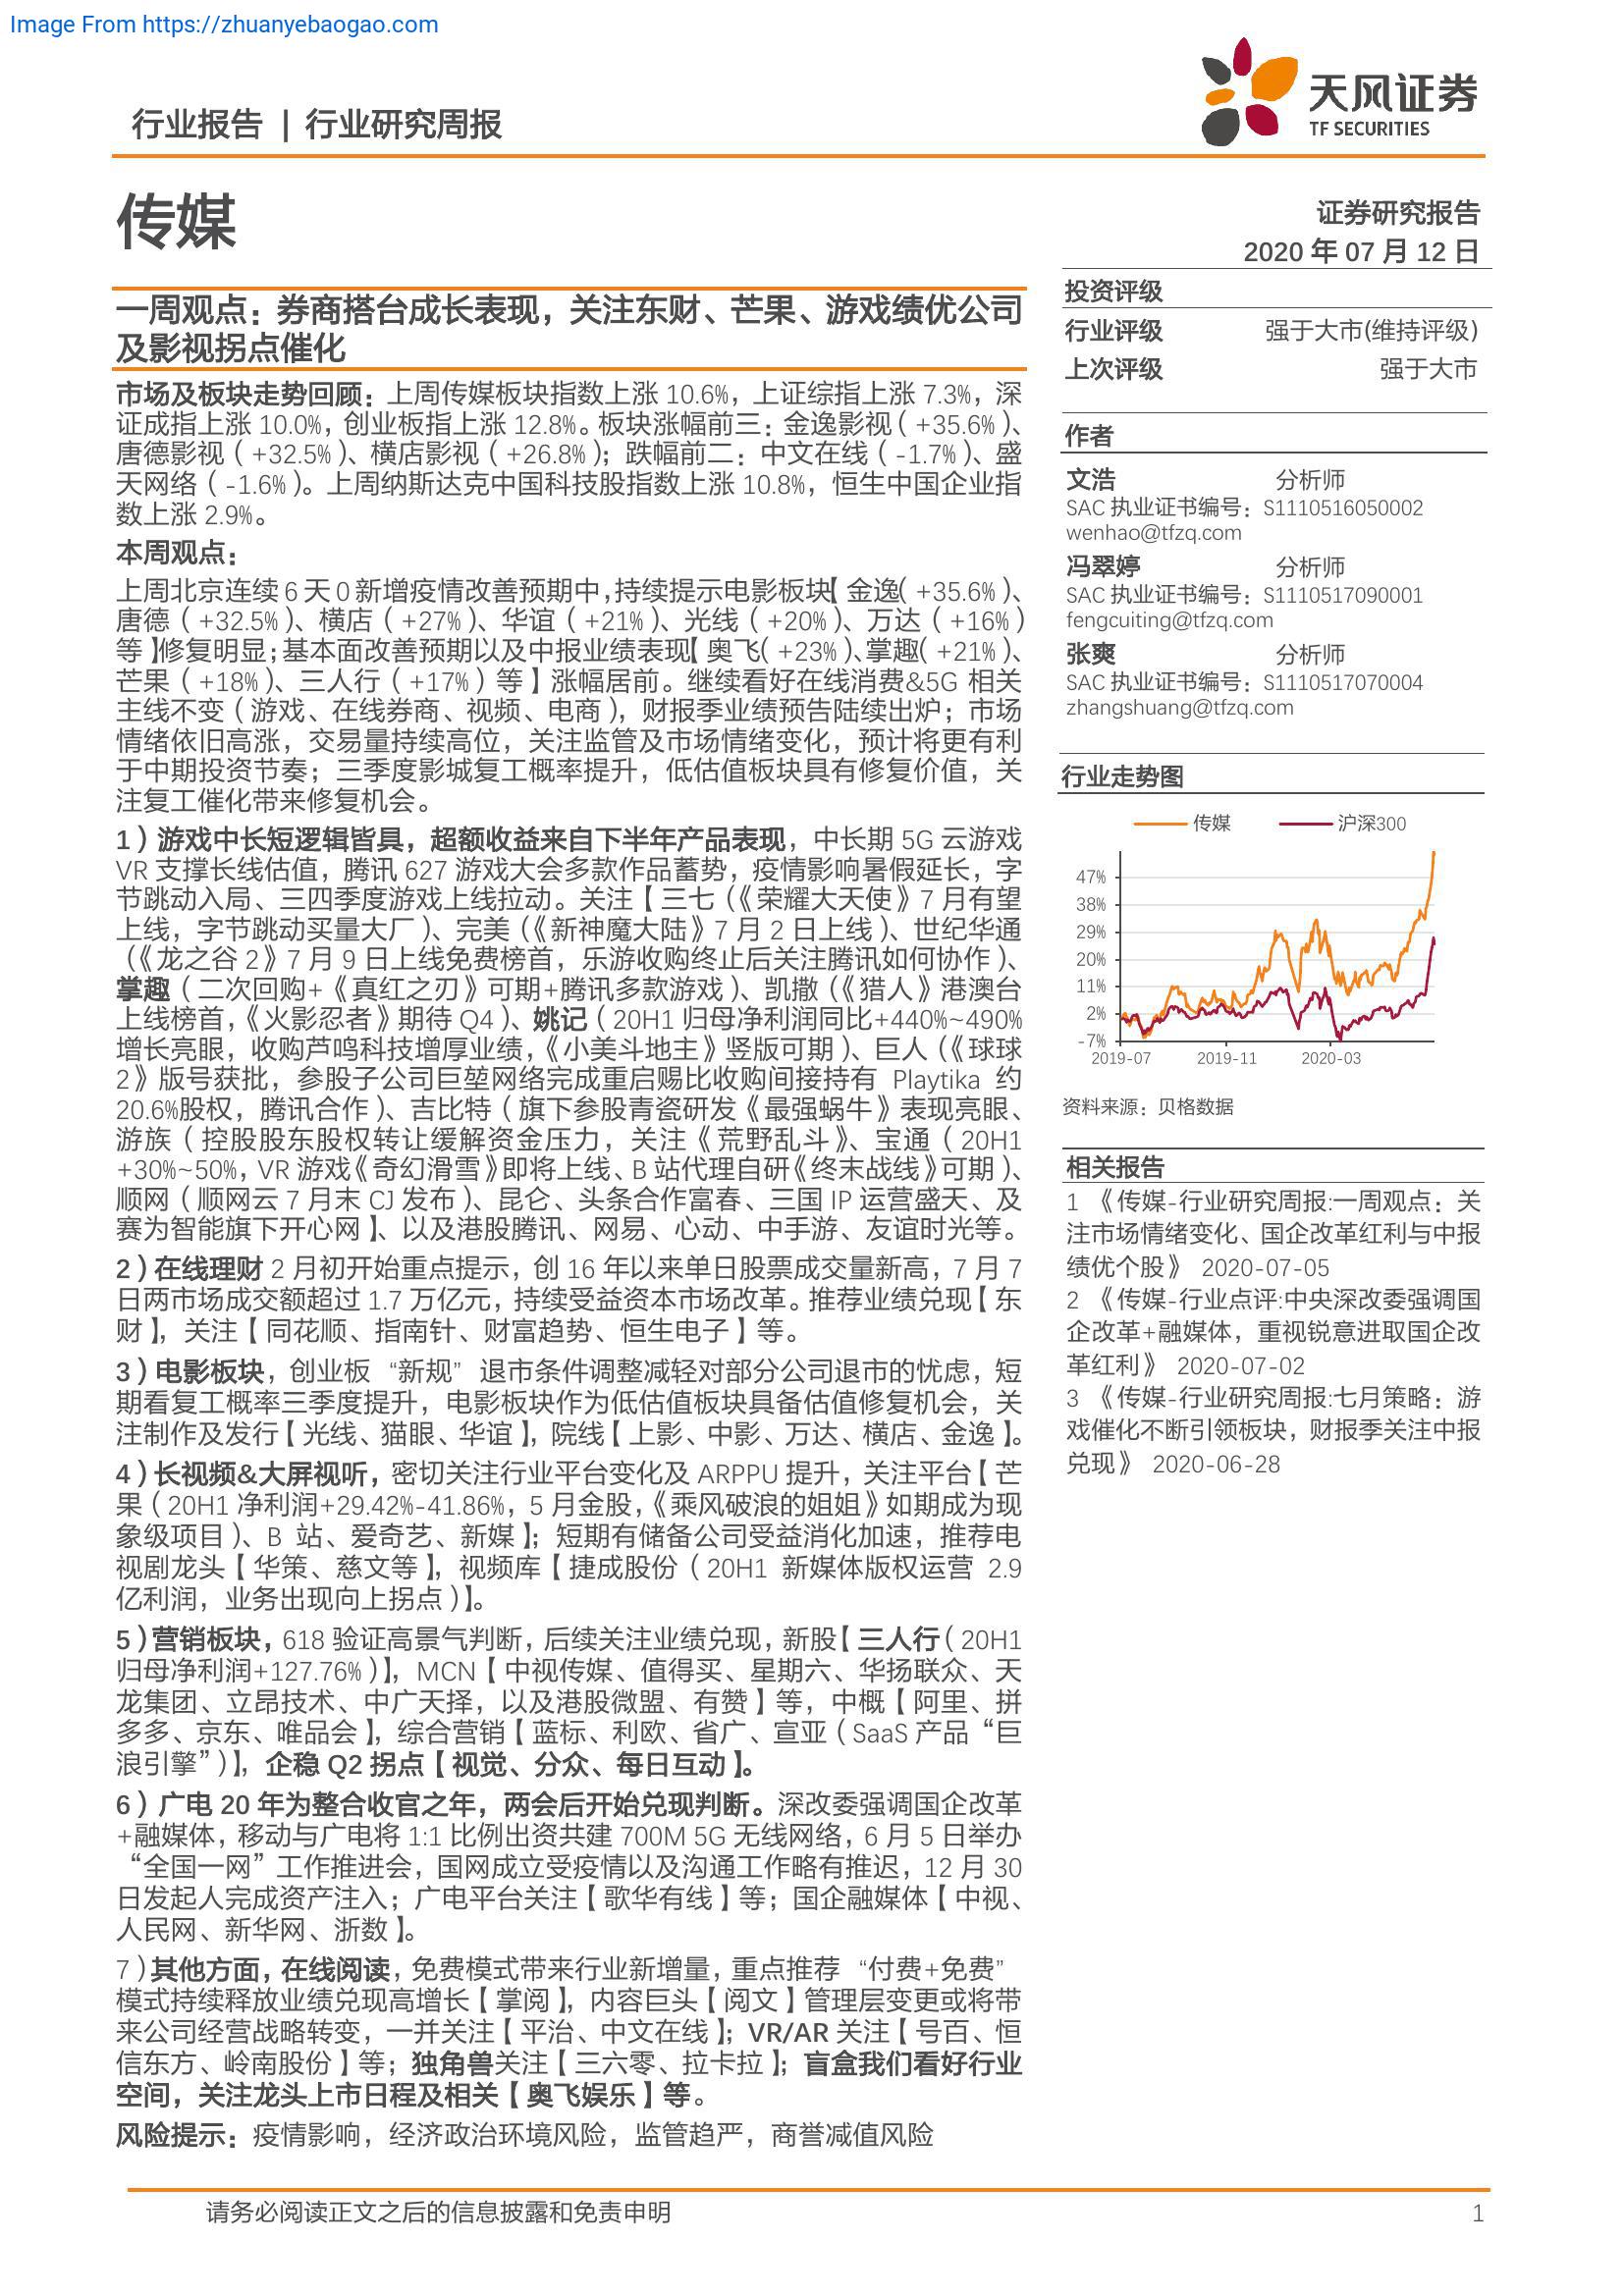 Image From https://zhuanyebaogao.com
行业报告 | 行业研究周报
天风证券
TF SECURITIES
传媒
证券研究报告
2020 年 07 月 12 日
一周观点：券商搭台成长表现，关注东财、芒果、游戏绩优公司
及影视拐点催化
市场及板块走势回顾：上周传媒板块指数上涨 10.6%，上证综指上涨 7.3%，深
证成指上涨 10.0%，创业板指上涨 12.8%。板块涨幅前三：金逸影视（+35.6%）、
唐德影视（+32.5%）、横店影视（+26.8%）；跌幅前二：中文在线（-1.7%）、盛
天网络（-1.6%）。上周纳斯达克中国科技股指数上涨 10.8%，恒生中国企业指
数上涨 2.9%。
本周观点：
上周北京连续 6 天 0 新增疫情改善预期中，持续提示电影板块【金逸（+35.6%）、
唐德（+32.5%）、横店（+27%）、华谊（+21%）、光线（+20%）、万达（+16%）
等】修复明显；基本面改善预期以及中报业绩表现【奥飞（+23%）、掌趣（+21%）、
芒果（+18%）、三人行（+17%）等】涨幅居前。继续看好在线消费&5G 相关
主线不变（游戏、在线券商、视频、电商），财报季业绩预告陆续出炉；市场
情绪依旧高涨，交易量持续高位，关注监管及市场情绪变化，预计将更有利
于中期投资节奏；三季度影城复工概率提升，低估值板块具有修复价值，关
注复工催化带来修复机会。
1）游戏中长短逻辑皆具，超额收益来自下半年产品表现，中长期 5G 云游戏
VR 支撑长线估值，腾讯 627 游戏大会多款作品蓄势，疫情影响暑假延长，字
节跳动入局、三四季度游戏上线拉动。关注【三七（《荣耀大天使》7 月有望
上线，字节跳动买量大厂）、完美（《新神魔大陆》7 月 2 日上线）、世纪华通
（《龙之谷 2》7 月 9 日上线免费榜首，乐游收购终止后关注腾讯如何协作）、
掌趣（二次回购+《真红之刃》可期+腾讯多款游戏）、凯撒（《猎人》港澳台
上线榜首，《火影忍者》期待 Q4）、姚记（20H1 归母净利润同比+440%~490%
增长亮眼，收购芦鸣科技增厚业绩，《小美斗地主》竖版可期）、巨人（《球球
2》版号获批，参股子公司巨堃网络完成重启赐比收购间接持有 Playtika 约
20.6%股权，腾讯合作）、吉比特（旗下参股青瓷研发《最强蜗牛》表现亮眼、
游族（控股股东股权转让缓解资金压力，关注《荒野乱斗》、宝通（20H1
+30%~50%，VR 游戏《奇幻滑雪》即将上线、B 站代理自研《终末战线》可期）、
顺网（顺网云 7 月末 CJ 发布）、昆仑、头条合作富春、三国 IP 运营盛天、及
赛为智能旗下开心网】、以及港股腾讯、网易、心动、中手游、友谊时光等。
2）在线理财 2 月初开始重点提示，创 16 年以来单日股票成交量新高，7 月 7
日两市场成交额超过 1.7 万亿元，持续受益资本市场改革。推荐业绩兑现【东
财】，关注【同花顺、指南针、财富趋势、恒生电子】等。
3）电影板块，创业板 “新规” 退市条件调整减轻对部分公司退市的忧虑，短
期看复工概率三季度提升，电影板块作为低估值板块具备估值修复机会，关
注制作及发行【光线、猫眼、华谊】，院线【上影、中影、万达、横店、金逸】。
4）长视频&大屏视听，密切关注行业平台变化及 ARPPU 提升，关注平台【芒
果（20H1 净利润+29.42%-41.86%，5 月金股，《乘风破浪的姐姐》如期成为现
象级项目）、B 站、爱奇艺、新媒】；短期有储备公司受益消化加速，推荐电
视剧龙头【华策、慈文等】，视频库【捷成股份（20H1 新媒体版权运营 2.9
亿利润，业务出现向上拐点）】。
5）营销板块，618 验证高景气判断，后续关注业绩兑现，新股【三人行（20H1
归母净利润+127.76%）】，MCN【中视传媒、值得买、星期六、华扬联众、天
龙集团、立昂技术、中广天择，以及港股微盟、有赞】等，中概【阿里、拼
多多、京东、唯品会】，综合营销【蓝标、利欧、省广、宣亚（SaaS 产品“巨
浪引擎”）】，企稳 Q2 拐点【视觉、分众、每日互动】。
6）广电 20 年为整合收官之年，两会后开始兑现判断。深改委强调国企改革
+融媒体，移动与广电将 1:1 比例出资共建 700M 5G 无线网络，6 月 5 日举办
“全国一网”工作推进会，国网成立受疫情以及沟通工作略有推迟，12 月 30
日发起人完成资产注入；广电平台关注【歌华有线】等；国企融媒体【中视、
人民网、新华网、浙数】。
7）其他方面，在线阅读，免费模式带来行业新增量，重点推荐 “付费+免费”
模式持续释放业绩兑现高增长【掌阅】，内容巨头【阅文】管理层变更或将带
来公司经营战略转变，一并关注【平治、中文在线】；VR/AR 关注【号百、恒
信东方、岭南股份】等；独角兽关注【三六零、拉卡拉】；盲盒我们看好行业
空间，关注龙头上市日程及相关【奥飞娱乐】等。
风险提示：疫情影响，经济政治环境风险，监管趋严，商誉减值风险
投资评级
行业评级 强于大市(维持评级)
上次评级 强于大市
作者
文浩 分析师
SAC 执业证书编号：S1110516050002
wenhao@tfzq.com
冯翠婷 分析师
SAC 执业证书编号：S1110517090001
fengcuiting@tfzq.com
张爽 分析师
SAC 执业证书编号：S1110517070004
zhangshuang@tfzq.com
行业走势图
传媒 沪深300
47%
38%
29%
20%
11%
2%
-7%
2019-07 2019-11 2020-03
资料来源：贝格数据
相关报告
1 《传媒-行业研究周报:一周观点：关
注市场情绪变化、国企改革红利与中报
绩优个股》 2020-07-05
2 《传媒-行业点评:中央深改委强调国
企改革+融媒体，重视锐意进取国企改
革红利》 2020-07-02
3 《传媒-行业研究周报:七月策略：游
戏催化不断引领板块，财报季关注中报
兑现》 2020-06-28
请务必阅读正文之后的信息披露和免责申明
1